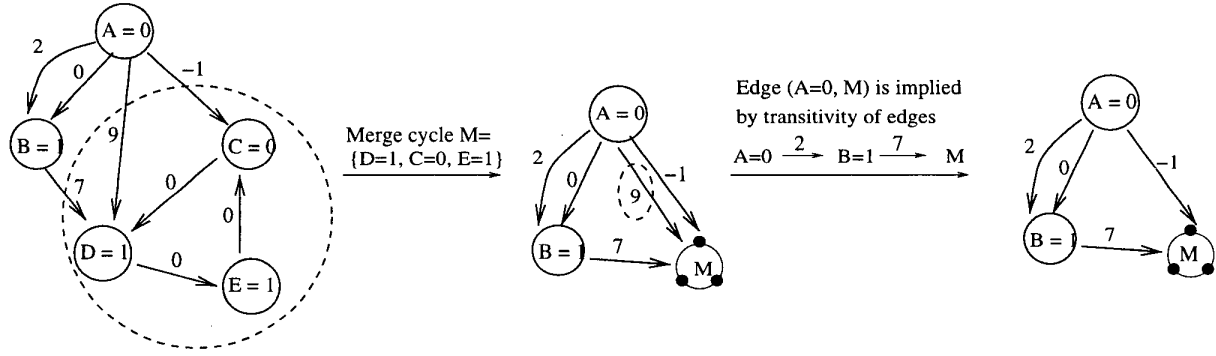 A = 0
2
0
−1
9
B = 1
C = 0
7
0
0
D = 1
0
E = 1
Merge cycle M=
{D=1, C=0, E=1}
A = 0
2
0
9
−1
B = 1
7
M
Edge (A=0, M) is implied
by transitivity of edges
A=0 2 B=1 7 M
A = 0
2
0
−1
B = 1
7
M